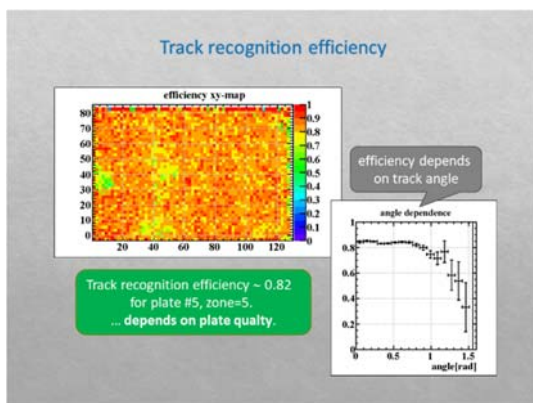 Track recognition efficiency
efficiency xy-map
80
70
60
50
40
30
20
10
0
20 40 60 80 100 120
1
0.9
0.8
0.7
0.6
0.5
0.4
0.3
0.2
0.1
0
efficiency depends
on track angle
Track recognition efficiency ~ 0.82
for plate #5, zone=5.
... depends on plate qualty.
angle dependence
1
0.8
0.6
0.4
0.2
0
0 0.5 1 1.5
angle[rad]